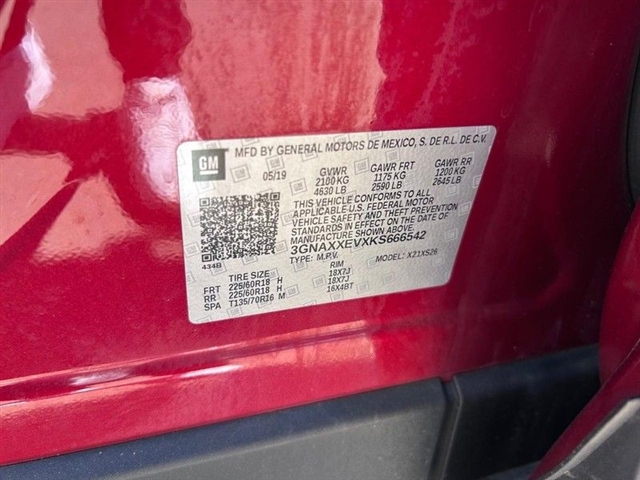 GM MFD BY GENERAL MOTORS DE MEXICO, S. DE R.L. DE C.V.
05/19 GVWR GAWR FRT GAWR RR
2100 KG 1175 KG 1200 KG
4630 LB 2590 LB 2645 LB
THIS VEHICLE CONFORMS TO ALL
APPLICABLE U.S. FEDERAL MOTOR
VEHICLE SAFETY AND THEFT PREVENTION
STANDARDS IN EFFECT ON THE DATE OF
MANUFACTURE SHOWN ABOVE.
3GNAXXEVXKS666542
434B TYPE: M.P.V. MODEL: X21XS26
TIRE SIZE RIM
FRT 225/60R18 H 18X7J
RR 225/60R18 H 18X7J
SPA T135/70R16 M 16X4BT